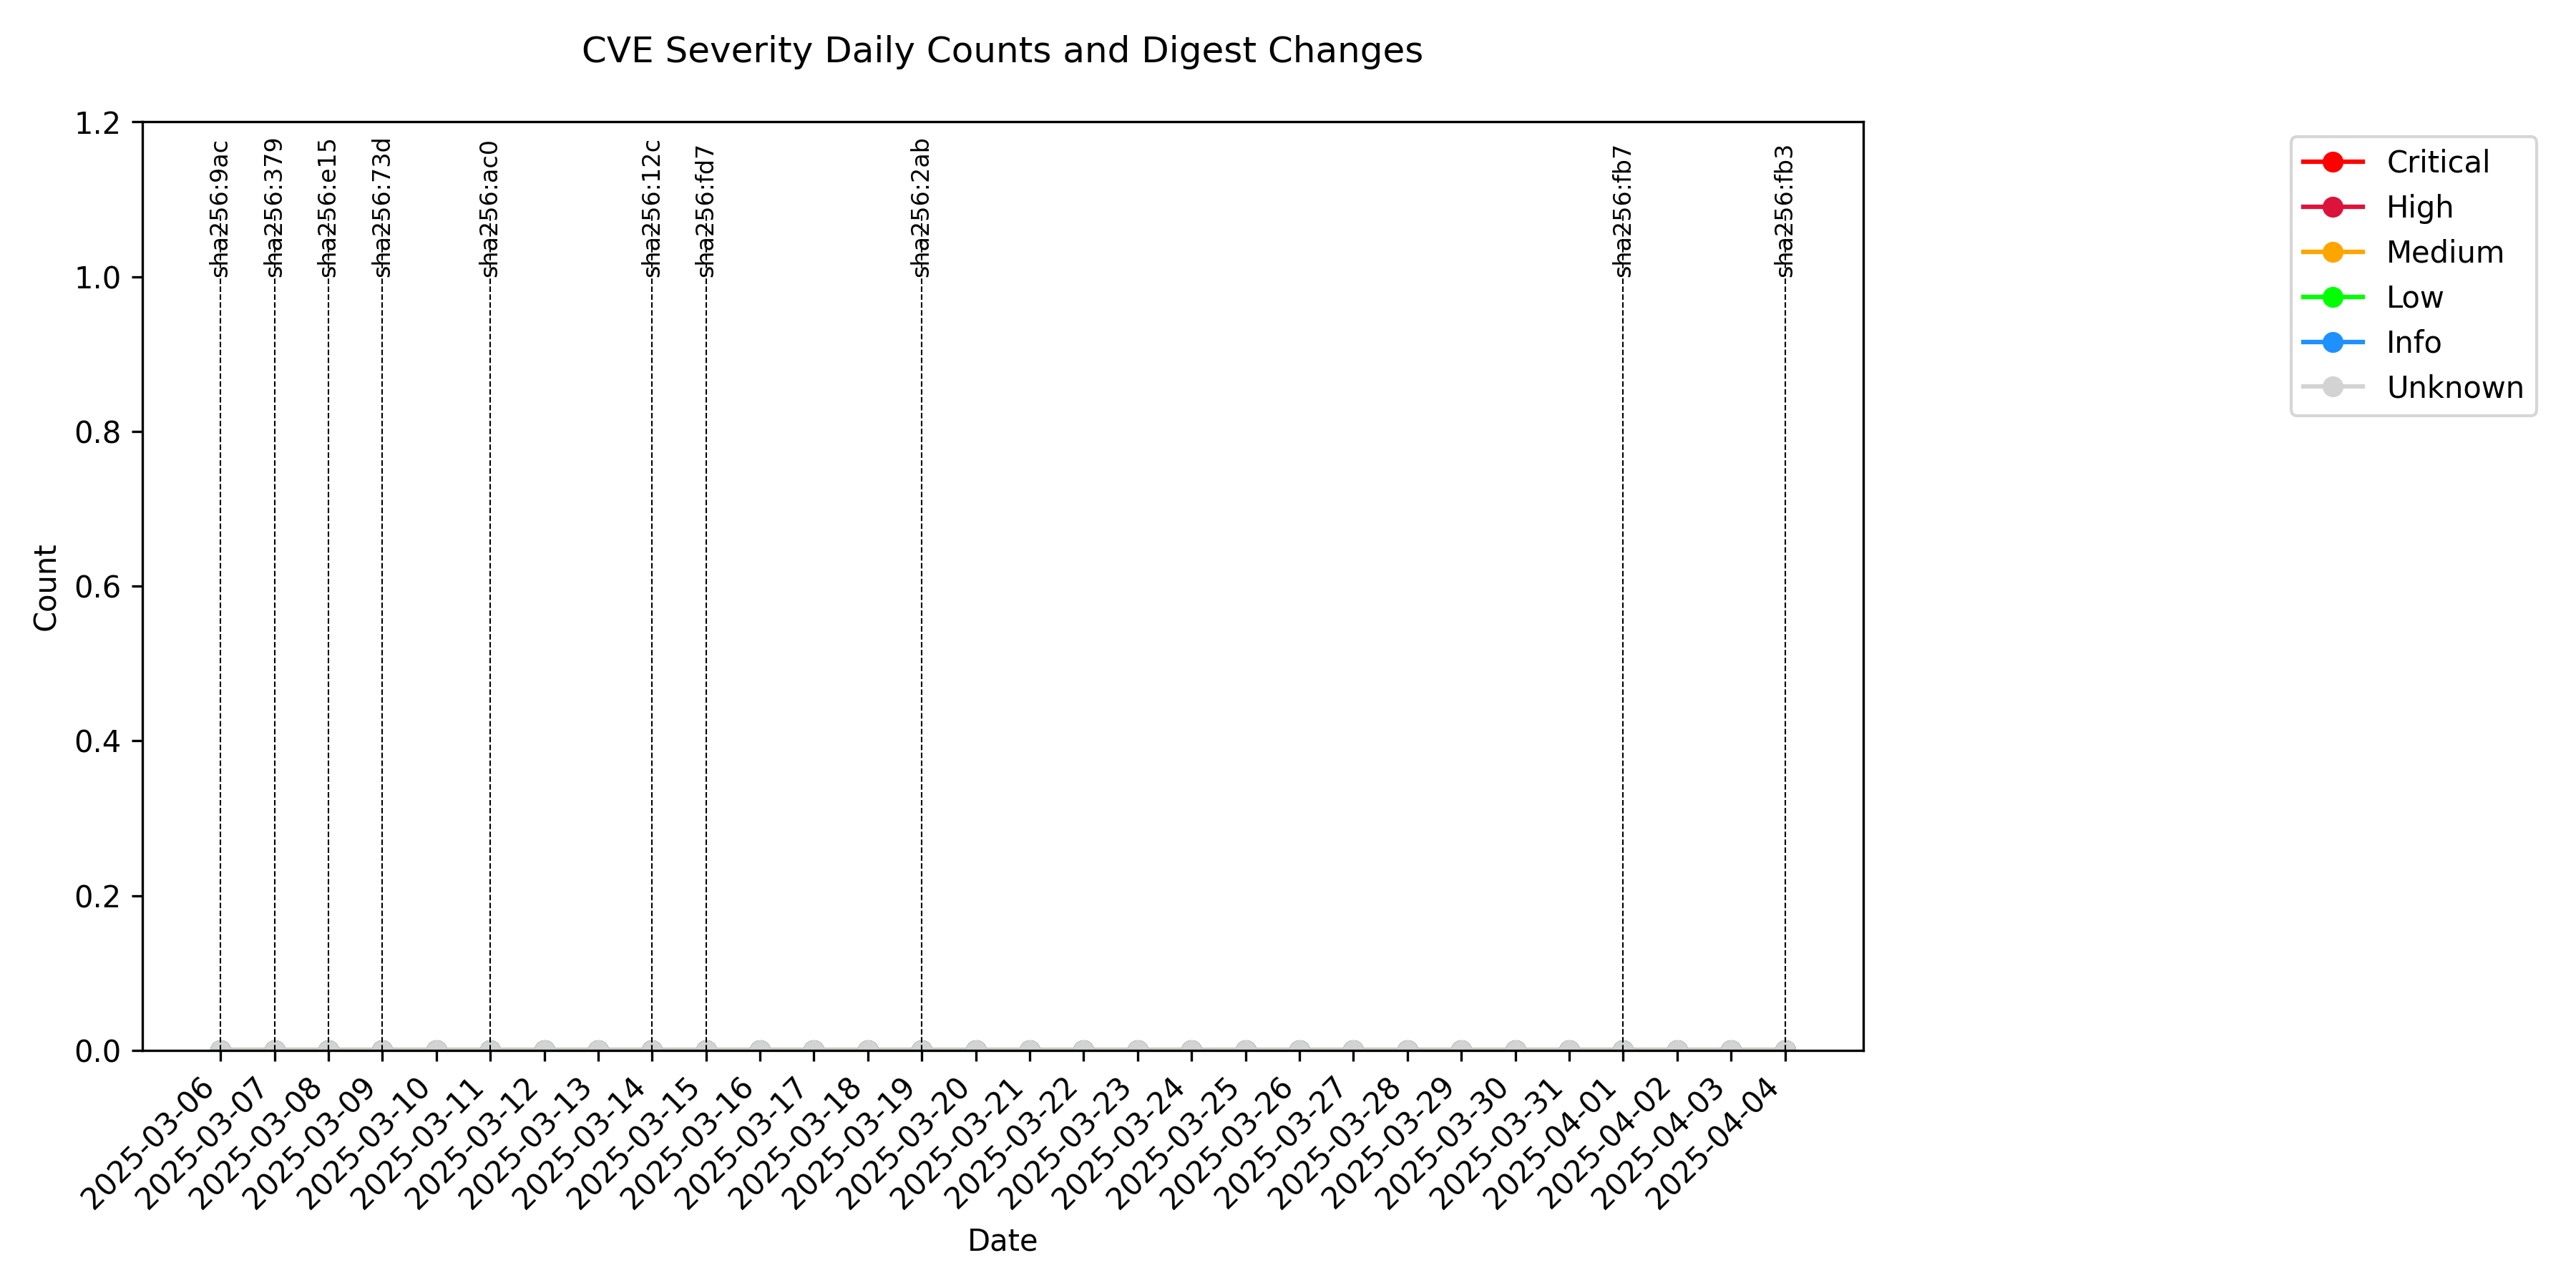 CVE Severity Daily Counts and Digest Changes
1.2
1.0
0.8
0.6
0.4
0.2
0.0
Count
sha256:9ac
sha256:379
sha256:e15
sha256:73d
sha256:ac0
sha256:12c
sha256:fd7
sha256:2ab
sha256:fb7
sha256:fb3
Critical
High
Medium
Low
Info
Unknown
2025-03-06
2025-03-07
2025-03-08
2025-03-09
2025-03-10
2025-03-11
2025-03-12
2025-03-13
2025-03-14
2025-03-15
2025-03-16
2025-03-17
2025-03-18
2025-03-19
2025-03-20
2025-03-21
2025-03-22
2025-03-23
2025-03-24
2025-03-25
2025-03-26
2025-03-27
2025-03-28
2025-03-29
2025-03-30
2025-03-31
2025-04-01
2025-04-02
2025-04-03
2025-04-04
Date